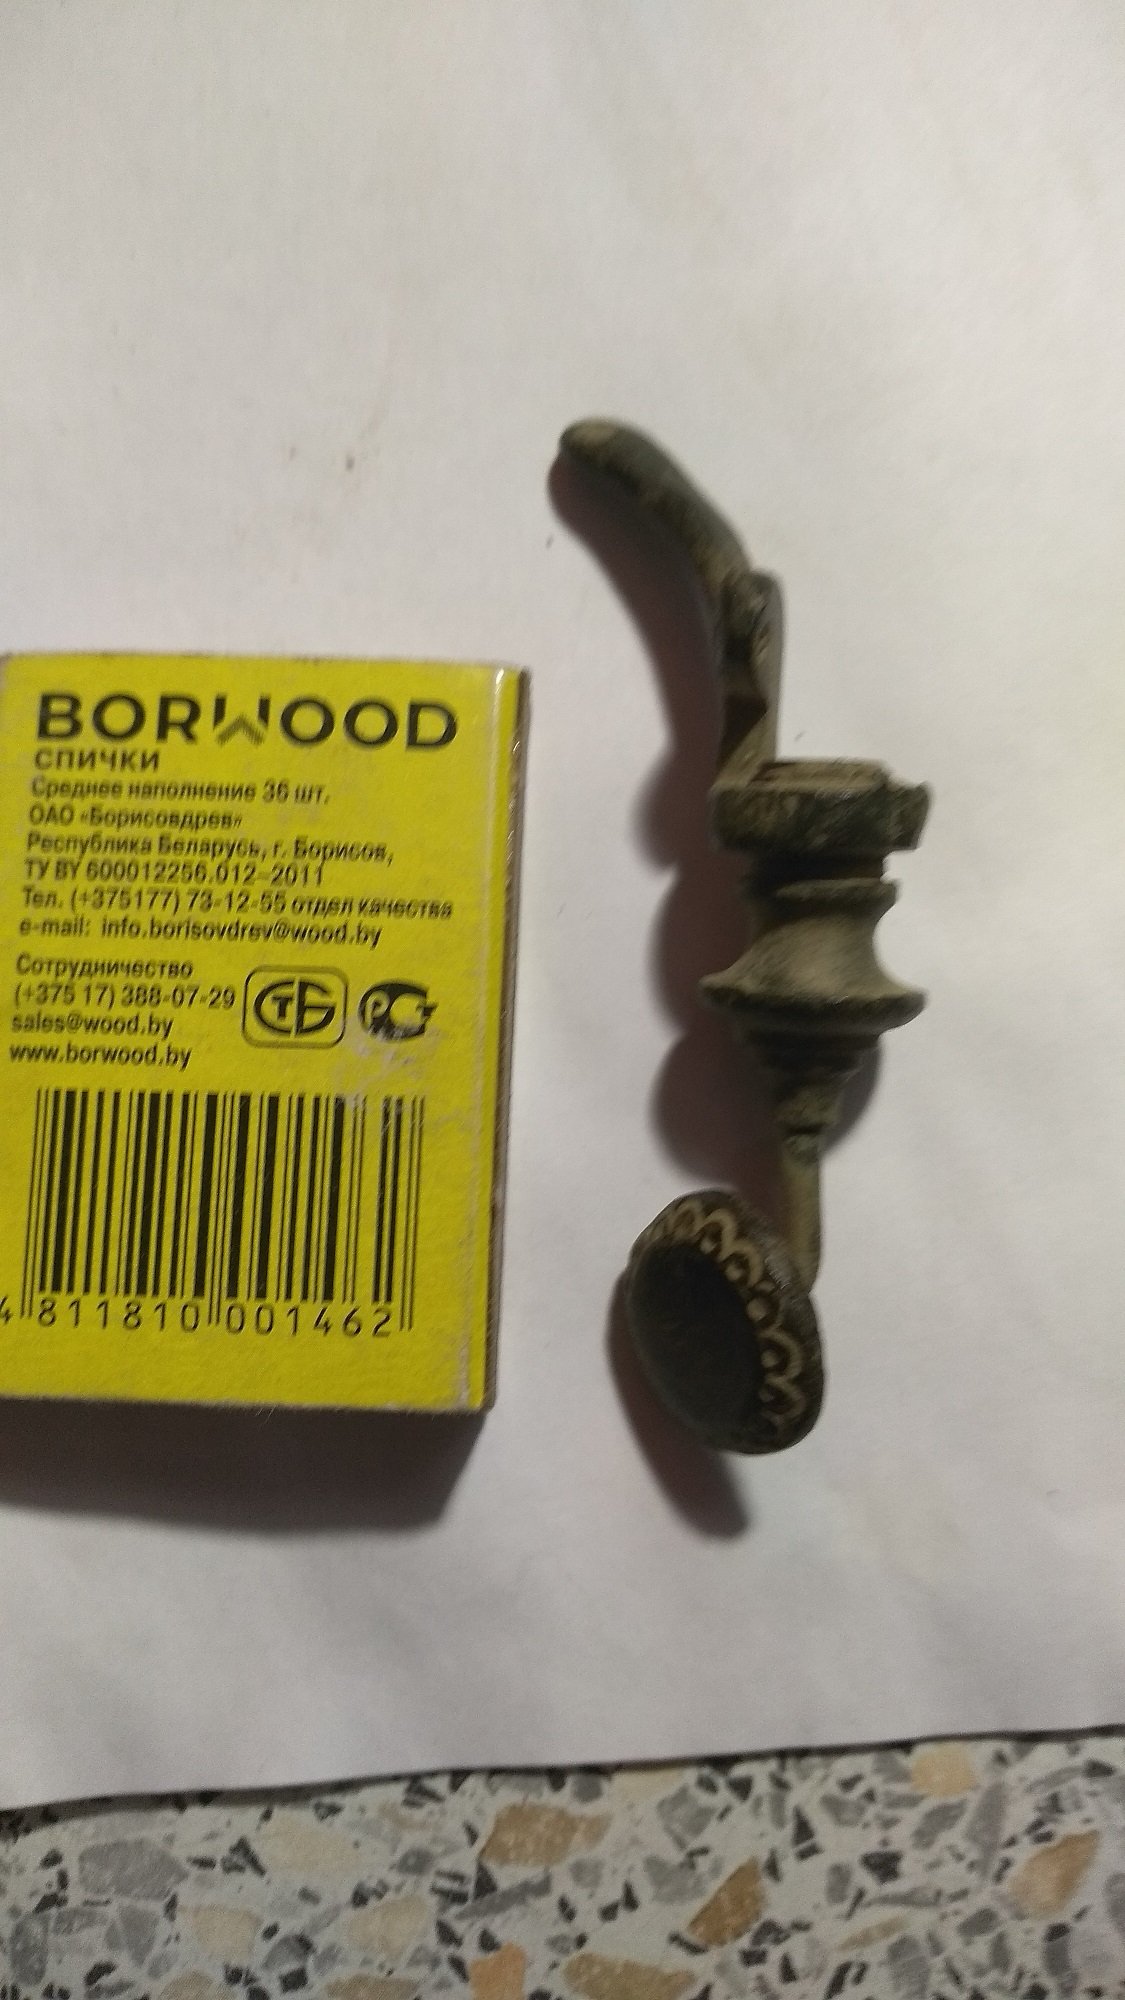 BORWOOD
СПИЧКИ
Среднее наполнение 36 шт.
ОАО «Борисовдрев»
Республика Беларусь, г. Борисов,
ТУ BY 600012256.012–2011
Тел. (+375177) 73-12-55 отдел качества
e-mail: info.borisovdrev@wood.by
Сотрудничество
(+375 17) 388-07-29
sales@wood.by
www.borwood.by
СТБ
РСТ
4 811810 001462